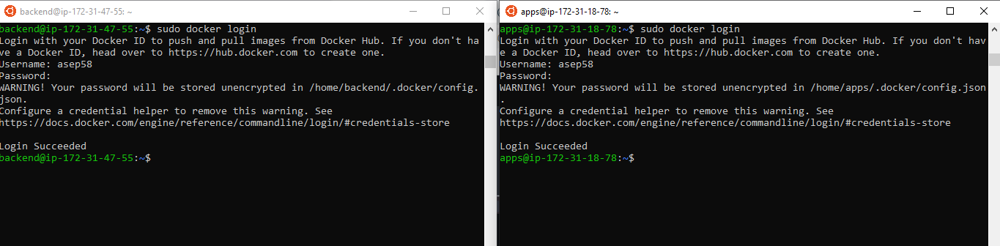 backend@ip-172-31-47-55: ~
backend@ip-172-31-47-55:~$ sudo docker login
Login with your Docker ID to push and pull images from Docker Hub. If you don't ha
ve a Docker ID, head over to https://hub.docker.com to create one.
Username: asep58
Password:
WARNING! Your password will be stored unencrypted in /home/backend/.docker/config.
json.
Configure a credential helper to remove this warning. See
https://docs.docker.com/engine/reference/commandline/login/#credentials-store
Login Succeeded
backend@ip-172-31-47-55:~$
apps@ip-172-31-18-78: ~
apps@ip-172-31-18-78:~$ sudo docker login
Login with your Docker ID to push and pull images from Docker Hub. If you don't hav
e a Docker ID, head over to https://hub.docker.com to create one.
Username: asep58
Password:
WARNING! Your password will be stored unencrypted in /home/apps/.docker/config.json
.
Configure a credential helper to remove this warning. See
https://docs.docker.com/engine/reference/commandline/login/#credentials-store
Login Succeeded
apps@ip-172-31-18-78:~$